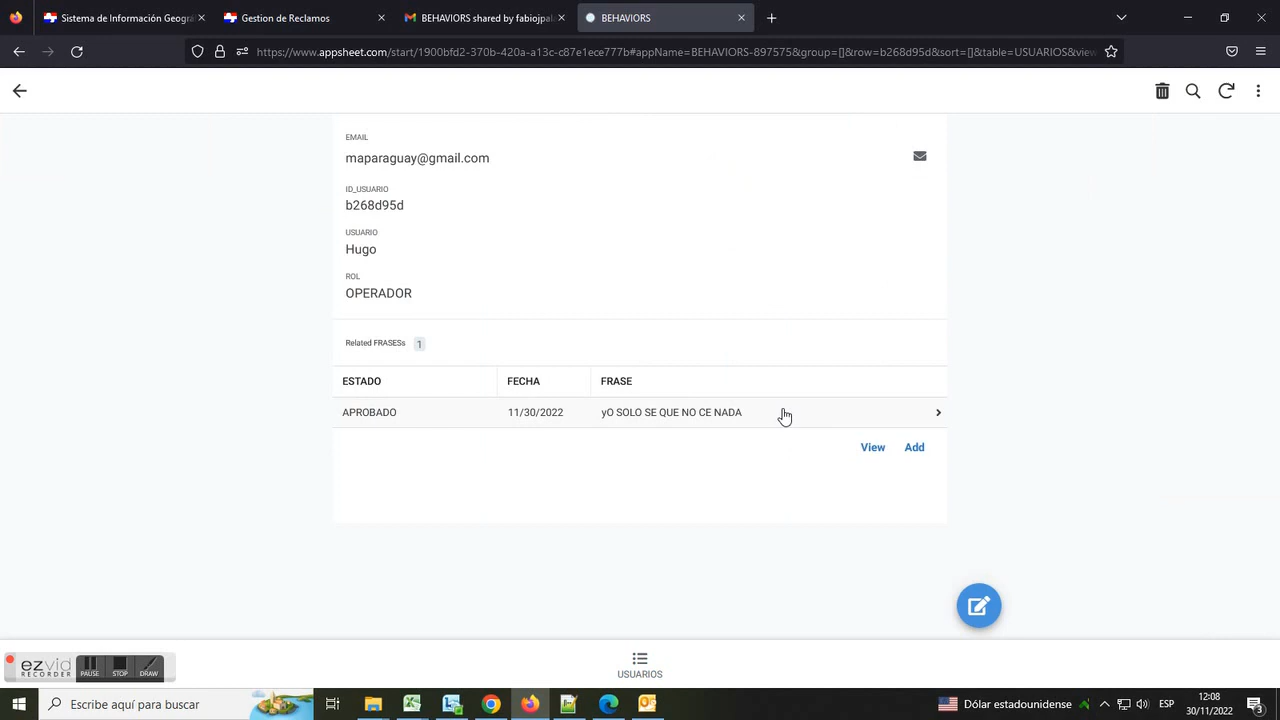 Sistema de Información Geográ
Gestion de Reclamos
BEHAVIORS shared by fabiojpal
BEHAVIORS
https://www.appsheet.com/start/1900bfd2-370b-420a-a13c-c87e1ece777b#appName=BEHAVIORS-897575&group=[]&row=b268d95d&sort=[]&table=USUARIOS&view
EMAIL
maparaguay@gmail.com
ID_USUARIO
b268d95d
USUARIO
Hugo
ROL
OPERADOR
Related FRASESs 1
ESTADO FECHA FRASE
APROBADO 11/30/2022 yO SOLO SE QUE NO CE NADA
View Add
USUARIOS
ezvid
RECORDER
PAUSE STOP DRAW
Escribe aquí para buscar
Dólar estadounidense
ESP
12:08
30/11/2022
3